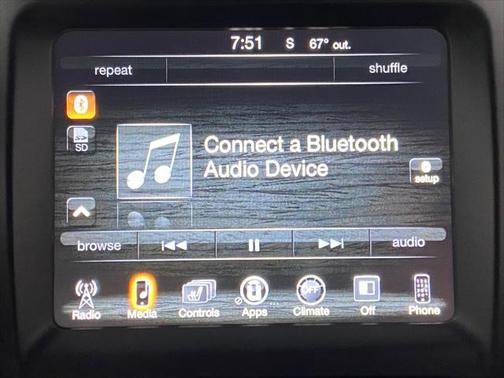 7:51 S 67° out.
repeat shuffle
SD
Connect a Bluetooth
Audio Device
setup
browse audio
Radio Media Controls Apps OFF Climate Off Phone